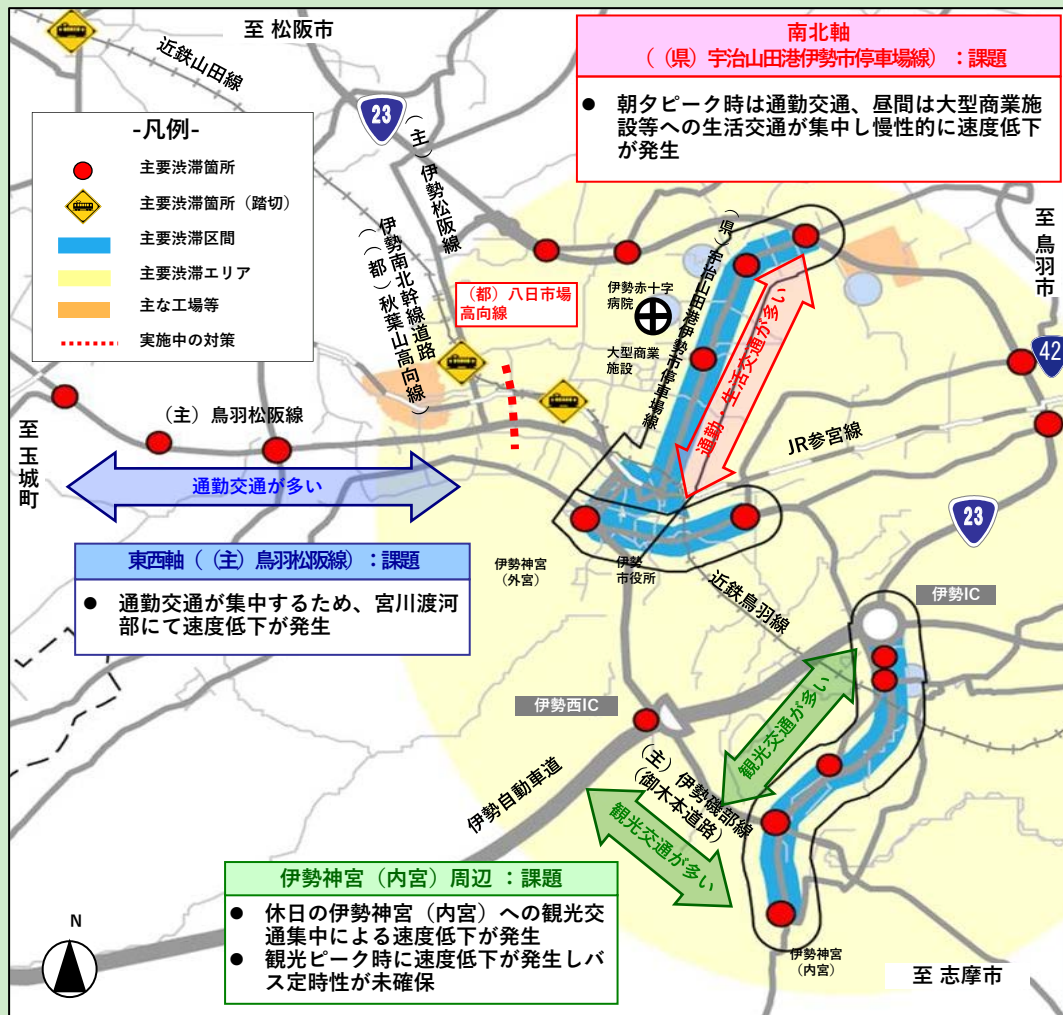 至 松阪市
近鉄山田線
23
南北軸
（（県）宇治山田港伊勢市停車場線）：課題
● 朝夕ピーク時は通勤交通、昼間は大型商業施
設等への生活交通が集中し慢性的に速度低下
が発生
-凡例-
主要渋滞箇所
主要渋滞箇所（踏切）
主要渋滞区間
主要渋滞エリア
主な工場等
実施中の対策
（主）伊勢松阪線
伊勢南北幹線道路
（（都）秋葉山高向線）
（都）八日市場
高向線
伊勢赤十字
病院
大型商業
施設
（県）宇治山田港伊勢市停車場線
通勤・生活交通が多い
至 鳥羽市
42
至 玉城町
（主）鳥羽松阪線
通勤交通が多い
JR参宮線
23
東西軸（（主）鳥羽松阪線）：課題
● 通勤交通が集中するため、宮川渡河
部にて速度低下が発生
伊勢神宮
（外宮）
伊勢
市役所
近鉄鳥羽線
伊勢IC
伊勢西IC
観光交通が多い
（主）伊勢磯部線
（御木本道路）
伊勢自動車道
観光交通が多い
伊勢神宮（内宮）周辺 ：課題
● 休日の伊勢神宮（内宮）への観光交
通集中による速度低下が発生
● 観光ピーク時に速度低下が発生しバ
ス定時性が未確保
N
伊勢神宮
（内宮）
至 志摩市